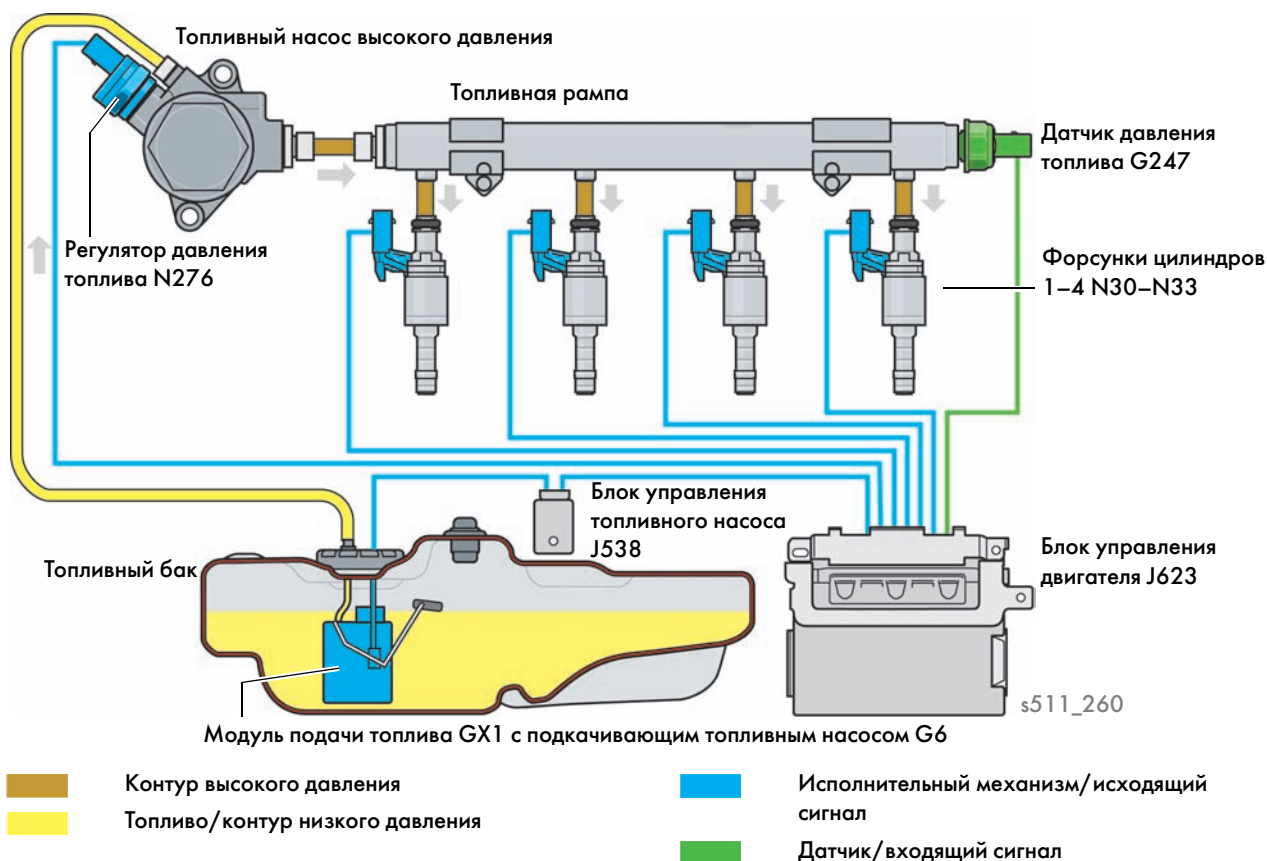 Топливный насос высокого давления
Топливная рампа
Датчик давления
топлива G247
Регулятор давления
топлива N276
Форсунки цилиндров
1–4 N30–N33
Блок управления
топливного насоса
J538
Блок управления
двигателя J623
Топливный бак
s511_260
Модуль подачи топлива GX1 с подкачивающим топливным насосом G6
Контур высокого давления
Топливо/контур низкого давления
Исполнительный механизм/исходящий
сигнал
Датчик/входящий сигнал